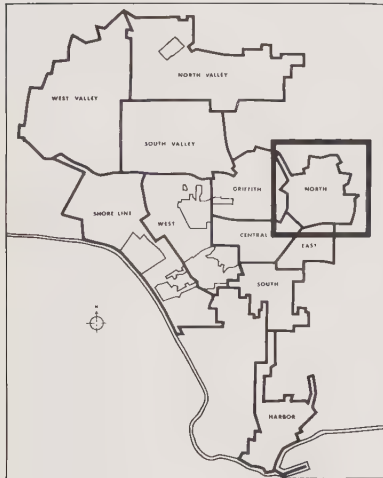 NORTH VALLEY
WEST VALLEY
SOUTH VALLEY
GRIFFITH
NORTH
SHORE LINE
WEST
CENTRAL
EAST
SOUTH
N
HARBOR